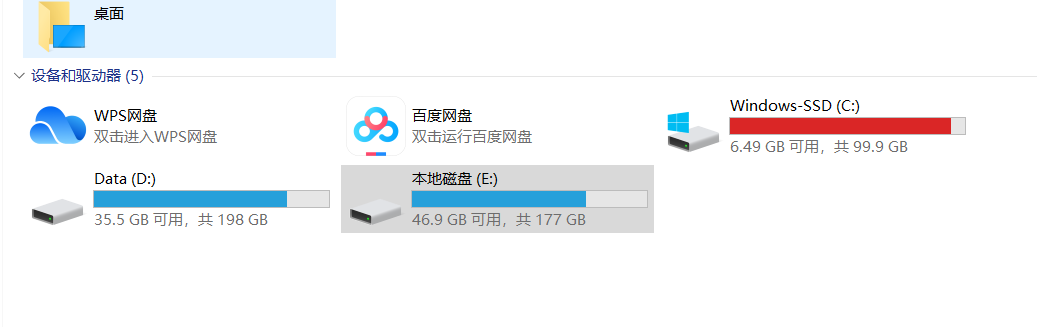 桌面
设备和驱动器 (5)
WPS网盘
双击进入WPS网盘
百度网盘
双击运行百度网盘
Windows-SSD (C:)
6.49 GB 可用，共 99.9 GB
Data (D:)
35.5 GB 可用，共 198 GB
本地磁盘 (E:)
46.9 GB 可用，共 177 GB